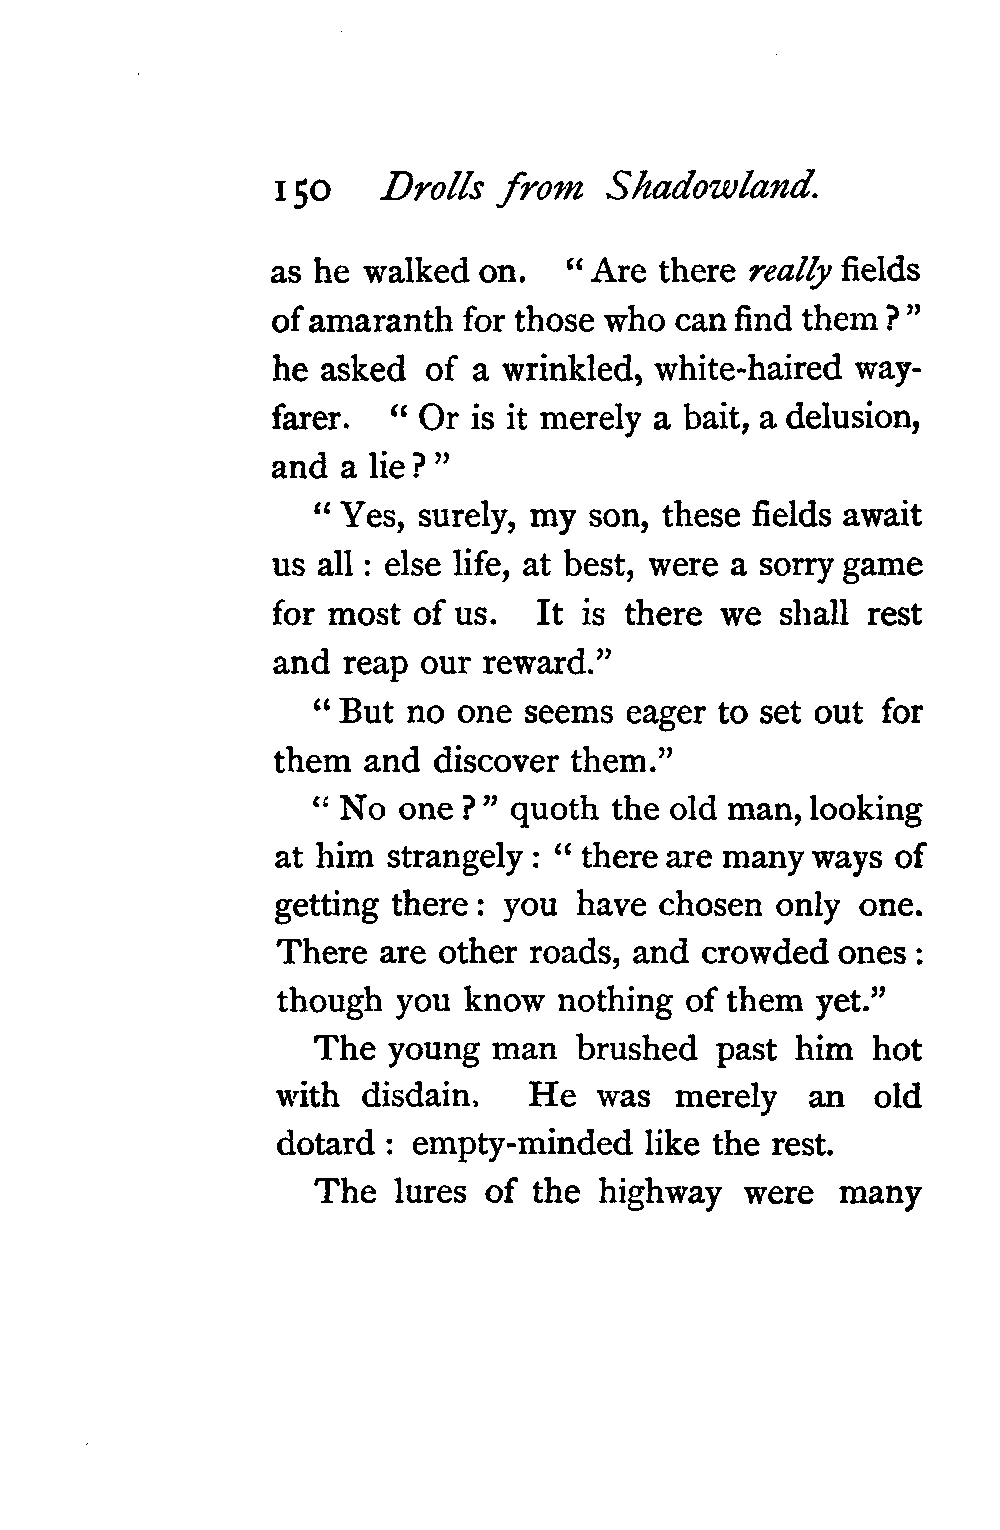 150 Drolls from Shadowland.
as he walked on. “Are there really fields
of amaranth for those who can find them?”
he asked of a wrinkled, white-haired way-
farer. “Or is it merely a bait, a delusion,
and a lie?”
“Yes, surely, my son, these fields await
us all: else life, at best, were a sorry game
for most of us. It is there we shall rest
and reap our reward.”
“But no one seems eager to set out for
them and discover them.”
“No one?” quoth the old man, looking
at him strangely: “there are many ways of
getting there: you have chosen only one.
There are other roads, and crowded ones:
though you know nothing of them yet.”
The young man brushed past him hot
with disdain. He was merely an old
dotard: empty-minded like the rest.
The lures of the highway were many